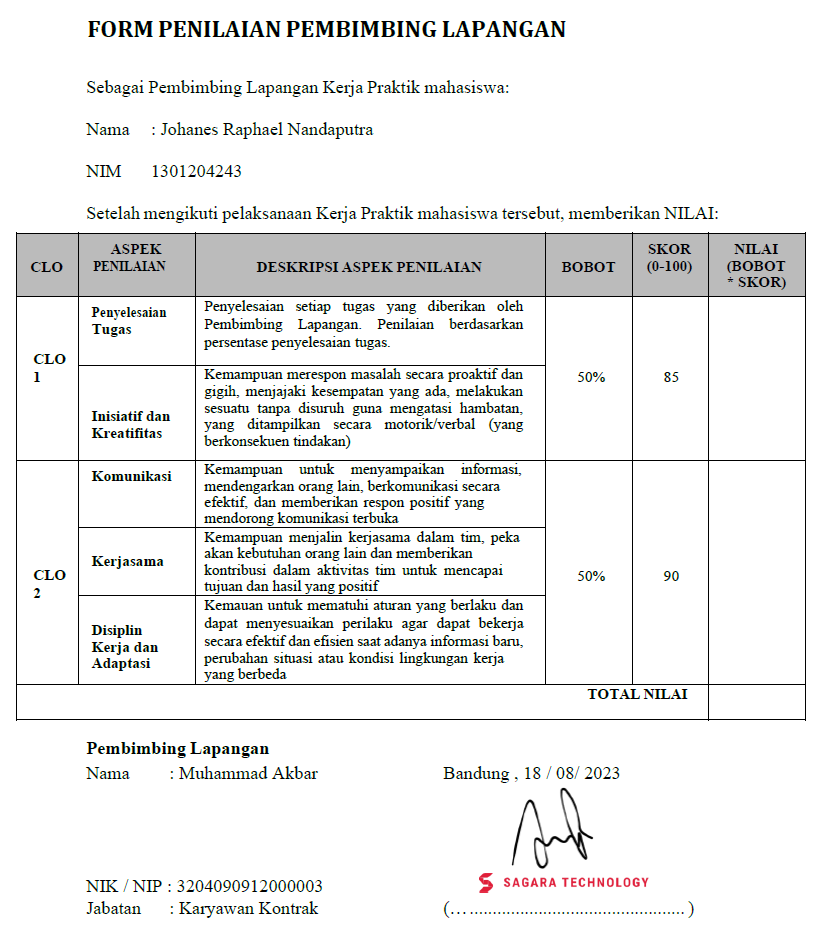 FORM PENILAIAN PEMBIMBING LAPANGAN
Sebagai Pembimbing Lapangan Kerja Praktik mahasiswa:
Nama : Johanes Raphael Nandaputra
NIM 1301204243
Setelah mengikuti pelaksanaan Kerja Praktik mahasiswa tersebut, memberikan NILAI:
CLO
ASPEK
PENILAIAN
DESKRIPSI ASPEK PENILAIAN
BOBOT
SKOR
(0-100)
NILAI
(BOBOT
* SKOR)
CLO
1
Penyelesaian
Tugas
Penyelesaian setiap tugas yang diberikan oleh
Pembimbing Lapangan. Penilaian berdasarkan
persentase penyelesaian tugas.
50%
85
Inisiatif dan
Kreatifitas
Kemampuan merespon masalah secara proaktif dan
gigih, menjajaki kesempatan yang ada, melakukan
sesuatu tanpa disuruh guna mengatasi hambatan,
yang ditampilkan secara motorik/verbal (yang
berkonsekuen tindakan)
CLO
2
Komunikasi
Kemampuan untuk menyampaikan informasi,
mendengarkan orang lain, berkomunikasi secara
efektif, dan memberikan respon positif yang
mendorong komunikasi terbuka
50%
90
Kerjasama
Kemampuan menjalin kerjasama dalam tim, peka
akan kebutuhan orang lain dan memberikan
kontribusi dalam aktivitas tim untuk mencapai
tujuan dan hasil yang positif
Disiplin
Kerja dan
Adaptasi
Kemauan untuk mematuhi aturan yang berlaku dan
dapat menyesuaikan perilaku agar dapat bekerja
secara efektif dan efisien saat adanya informasi baru,
perubahan situasi atau kondisi lingkungan kerja
yang berbeda
TOTAL NILAI
Pembimbing Lapangan
Nama : Muhammad Akbar
Bandung , 18 / 08/ 2023
SAGARA TECHNOLOGY
NIK / NIP : 3204090912000003
Jabatan : Karyawan Kontrak
(.................................................)